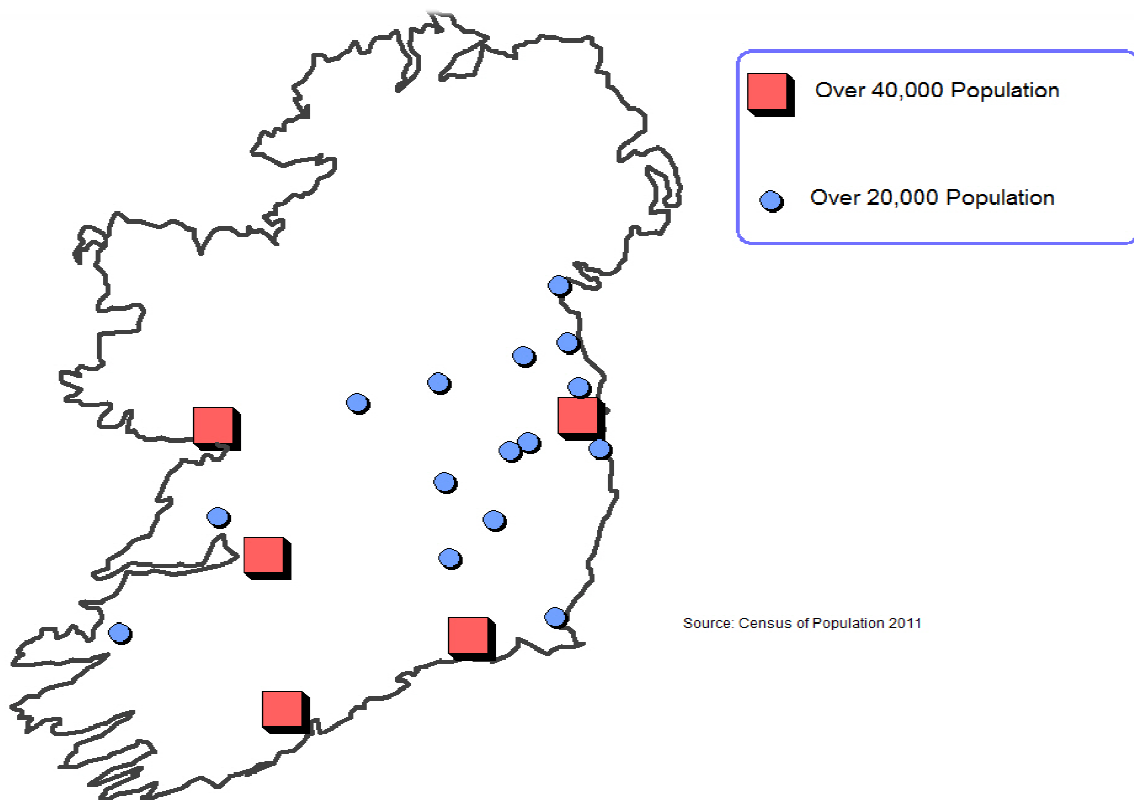 Over 40,000 Population
Over 20,000 Population
Source: Census of Population 2011